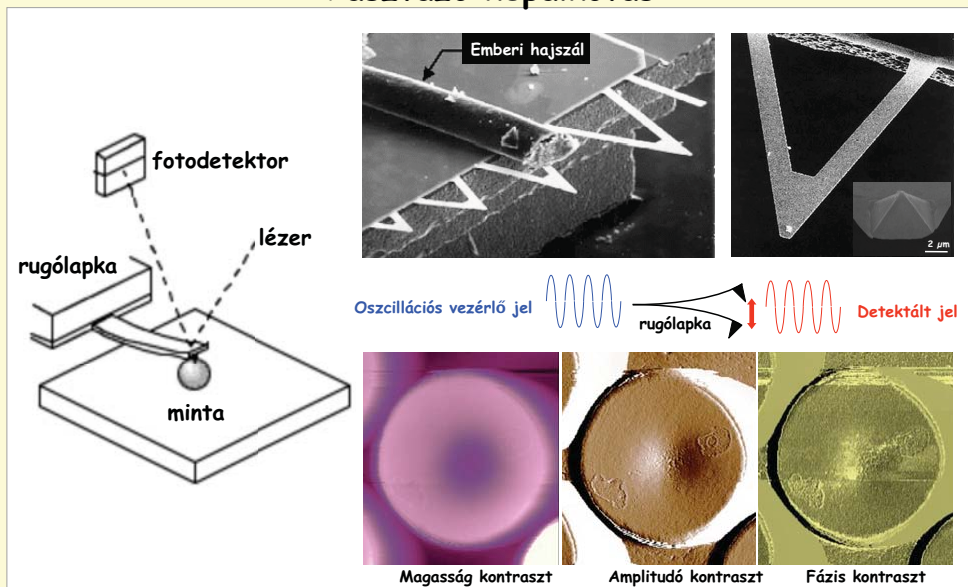 Emberi hajszál
fotodetektor
lézer
rugólapka
minta
2 µm
Oszcillációs vezérlő jel
rugólapka
Detektált jel
Magasság kontraszt
Amplitudó kontraszt
Fázis kontraszt